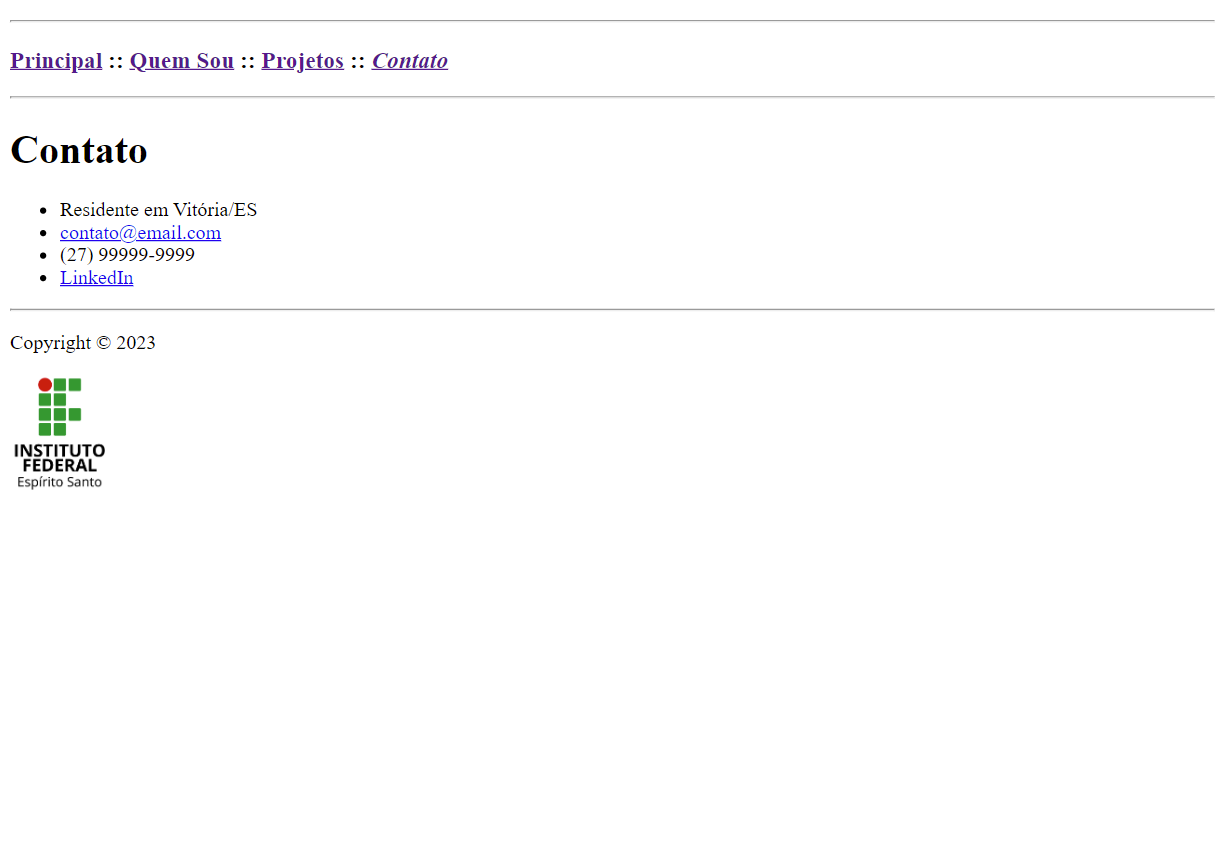 Principal :: Quem Sou :: Projetos :: Contato
Contato
Residente em Vitória/ES
contato@email.com
(27) 99999-9999
LinkedIn
Copyright © 2023
INSTITUTO
FEDERAL
Espírito Santo